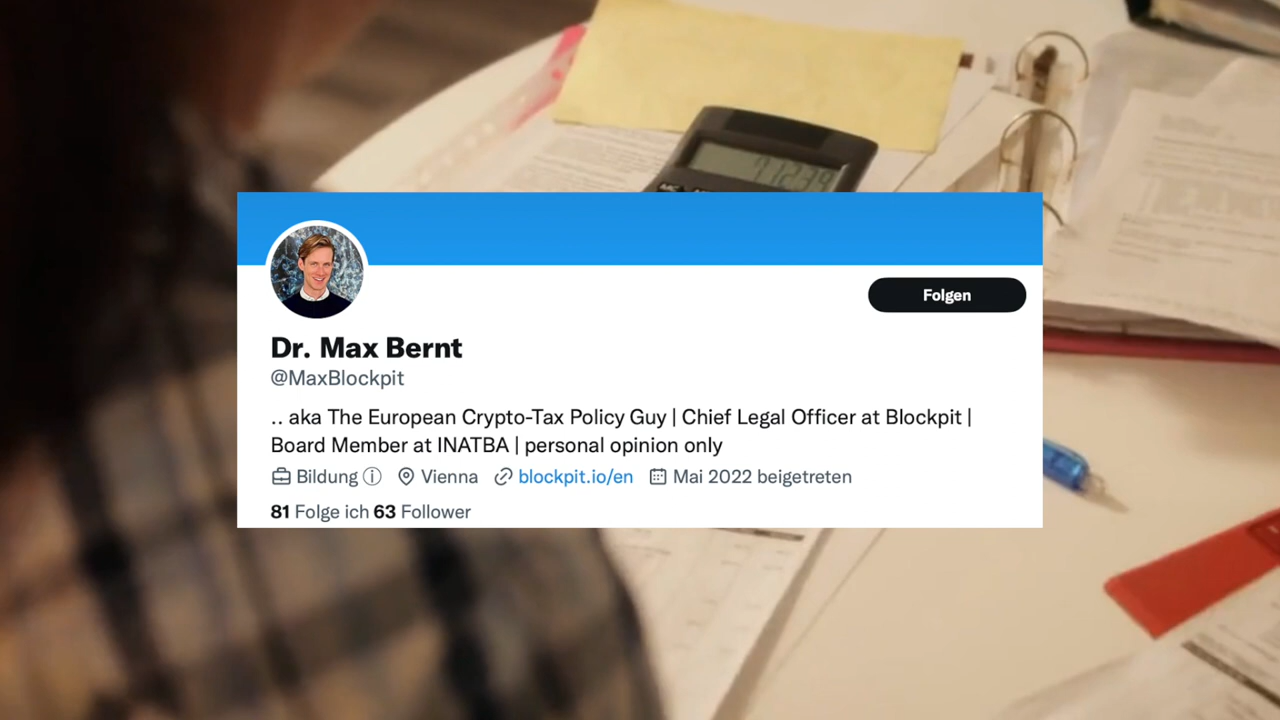 Folgen
Dr. Max Bernt
@MaxBlockpit
.. aka The European Crypto-Tax Policy Guy | Chief Legal Officer at Blockpit |
Board Member at INATBA | personal opinion only
Bildung Vienna blockpit.io/en Mai 2022 beigetreten
81 Folge ich 63 Follower